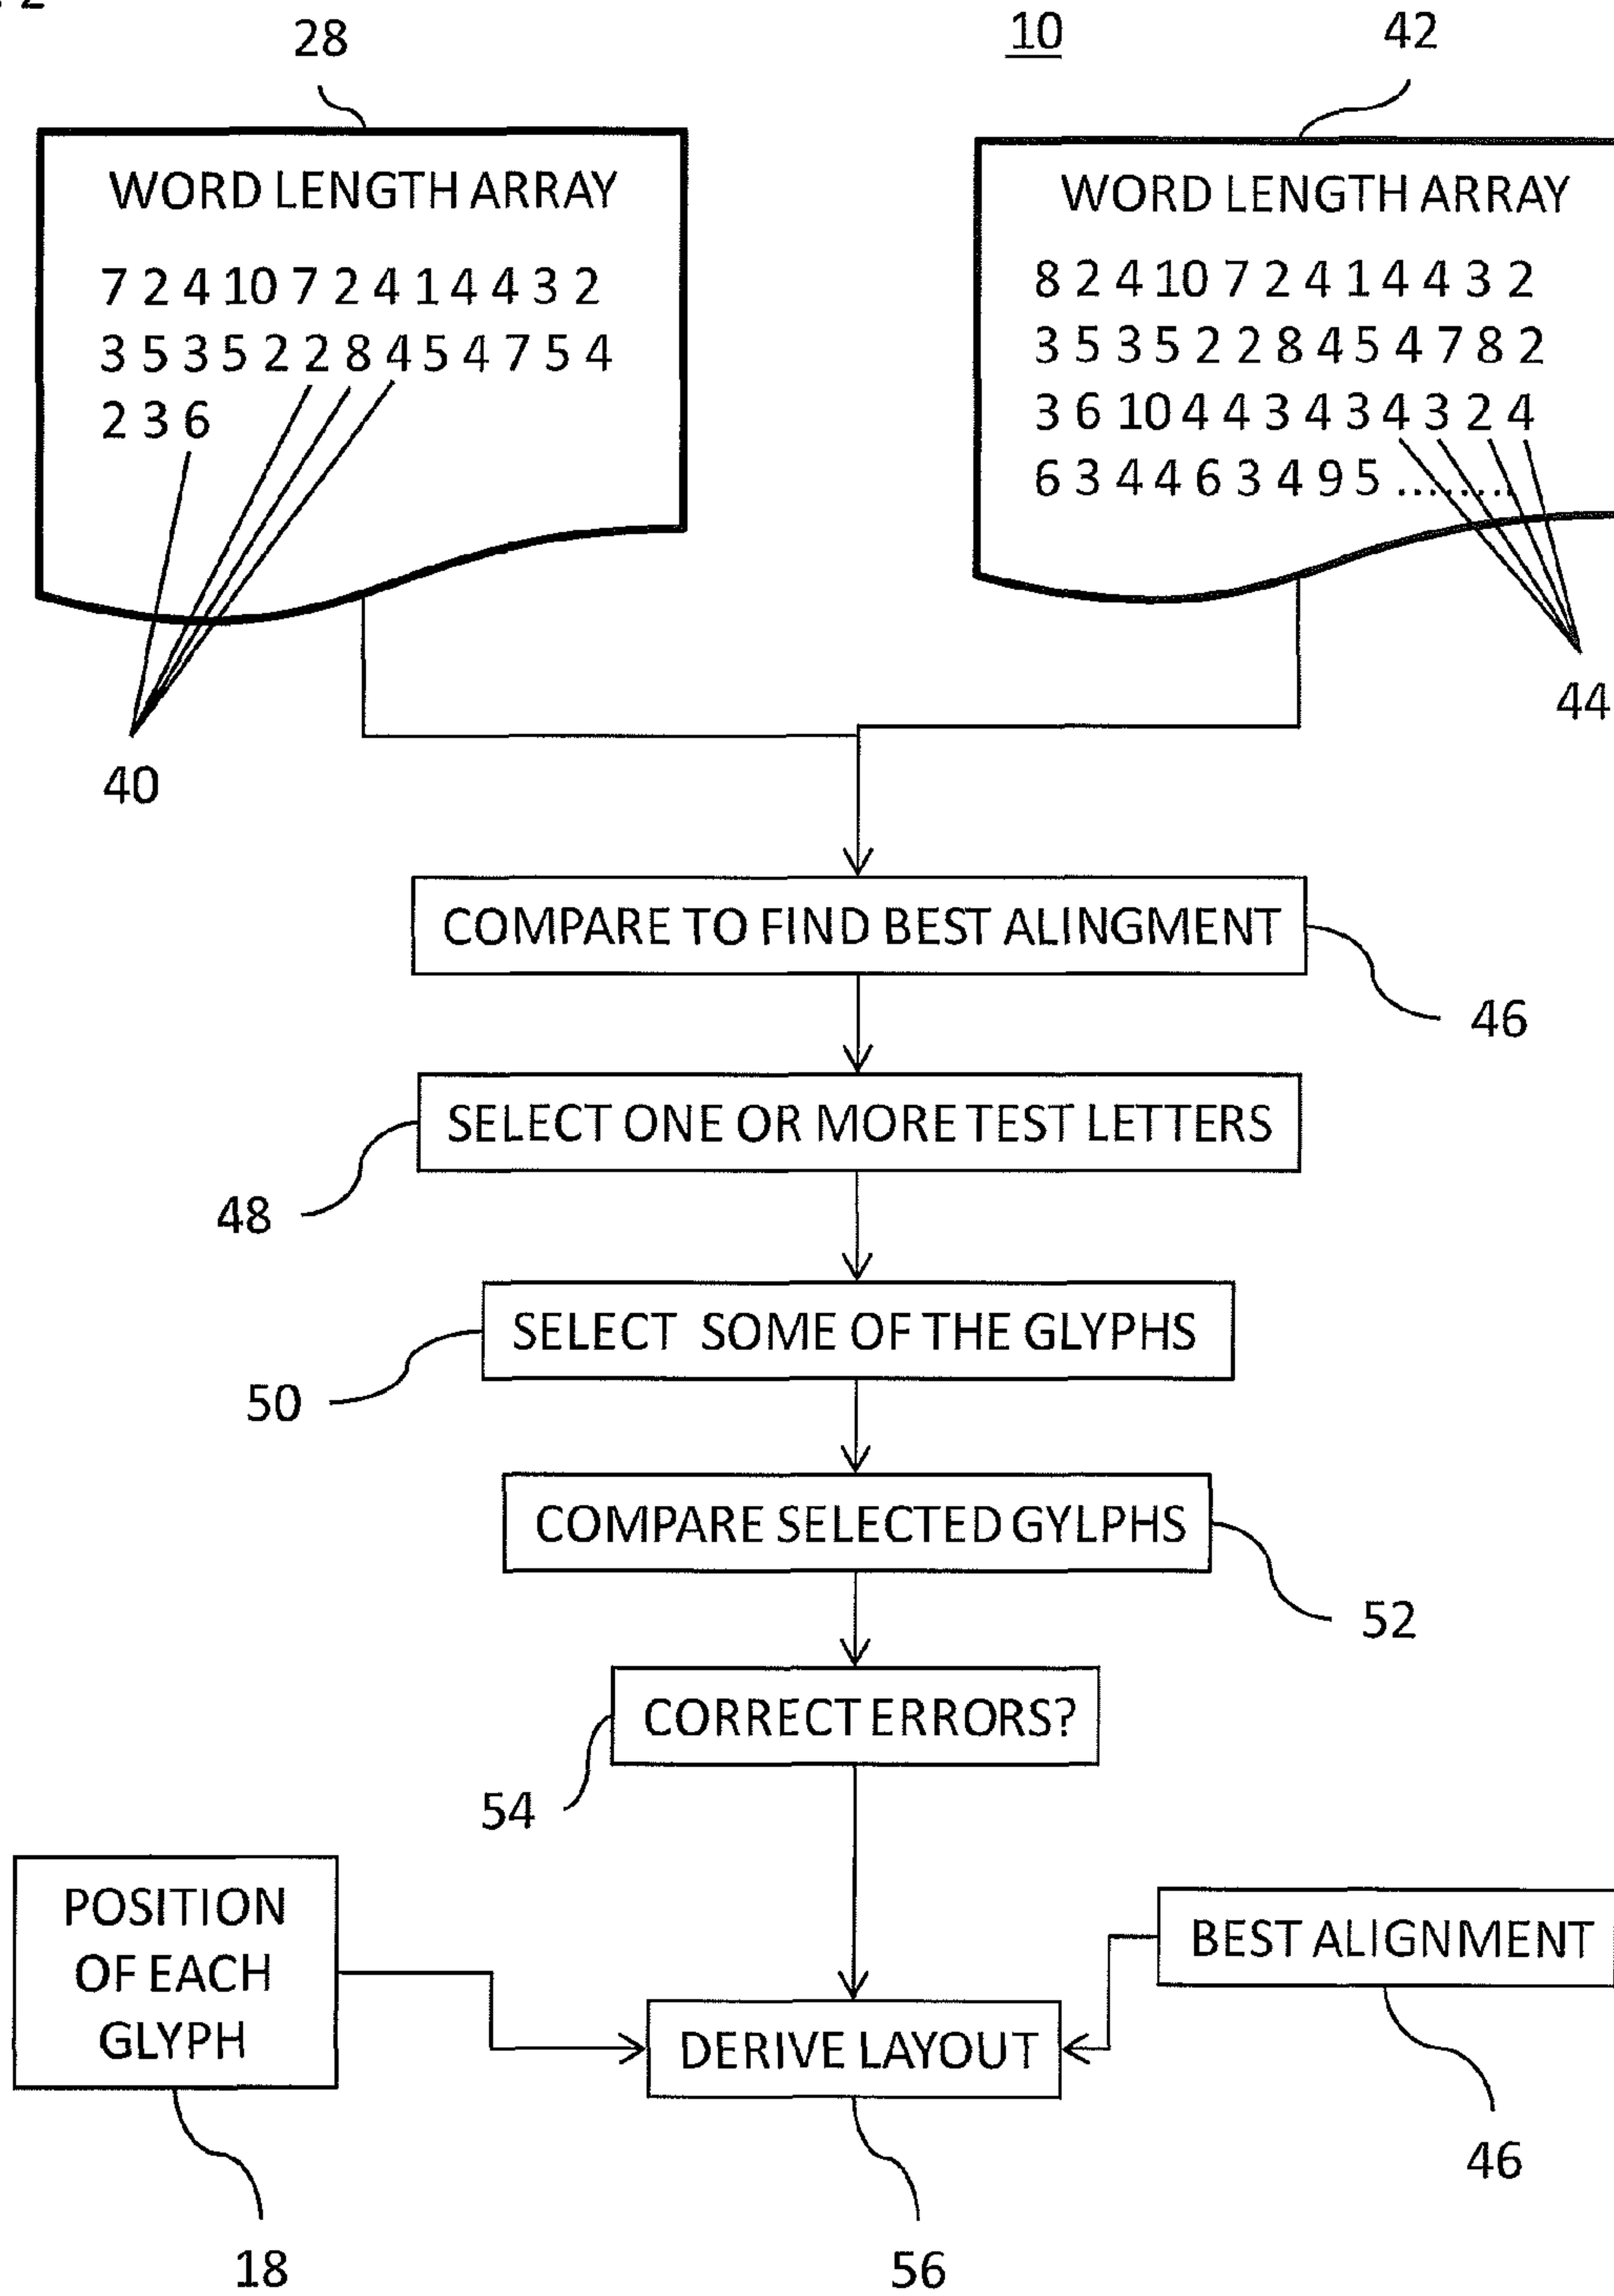 2
28
10
42
WORD LENGTH ARRAY
7 2 4 10 7 2 4 1 4 4 3 2
3 5 3 5 2 2 8 4 5 4 7 5 4
2 3 6
WORD LENGTH ARRAY
8 2 4 10 7 2 4 1 4 4 3 2
3 5 3 5 2 2 8 4 5 4 7 8 2
3 6 10 4 4 3 4 3 4 3 2 4
6 3 4 4 6 3 4 9 5 ........
40
44
COMPARE TO FIND BEST ALINGMENT
46
SELECT ONE OR MORE TEST LETTERS
48
SELECT SOME OF THE GLYPHS
50
COMPARE SELECTED GYLPHS
52
CORRECT ERRORS?
54
POSITION
OF EACH
GLYPH
BEST ALIGNMENT
DERIVE LAYOUT
46
18
56